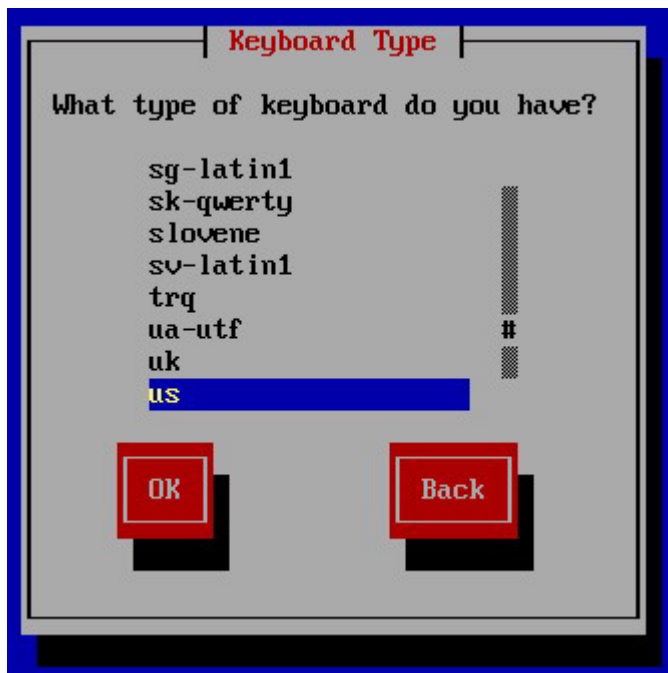 Keyboard Type
What type of keyboard do you have?
sg-latin1
sk-qwerty
slovene
sv-latin1
trq
ua-utf
#
uk
us
OK
Back